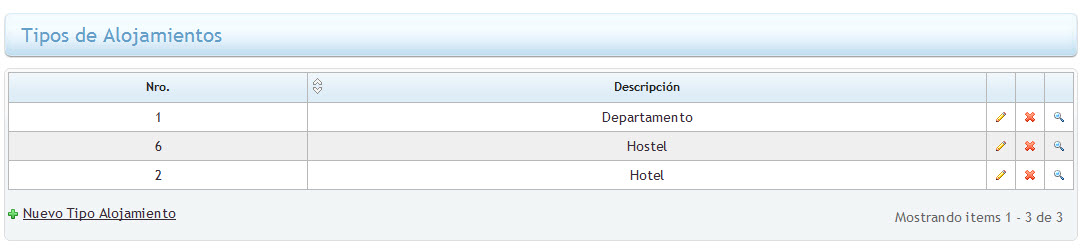 Tipos de Alojamientos
Nro. Descripción
1 Departamento
6 Hostel
2 Hotel
Nuevo Tipo Alojamiento
Mostrando items 1 - 3 de 3